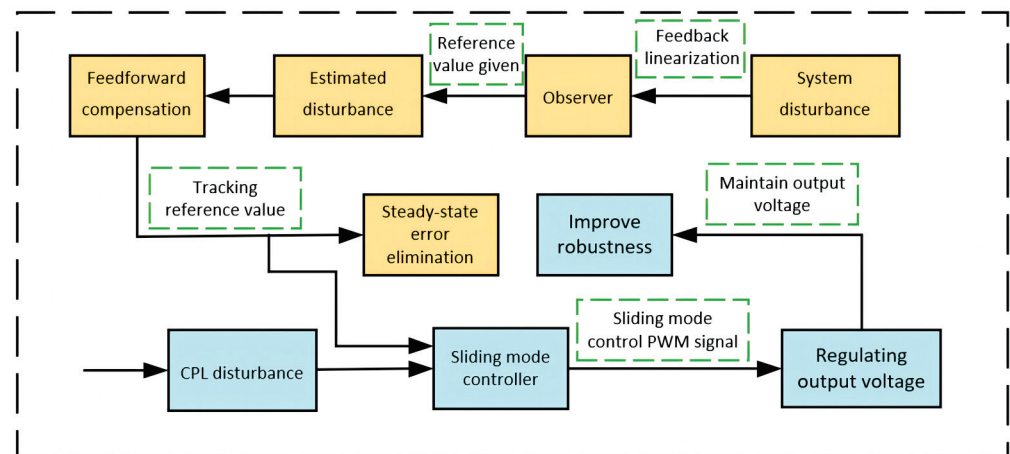 Feedforward
compensation
Estimated
disturbance
Reference
value given
Observer
Feedback
linearization
System
disturbance
Tracking
reference value
Steady-state
error
elimination
Improve
robustness
Maintain output
voltage
CPL disturbance
Sliding mode
controller
Sliding mode
control PWM signal
Regulating
output voltage